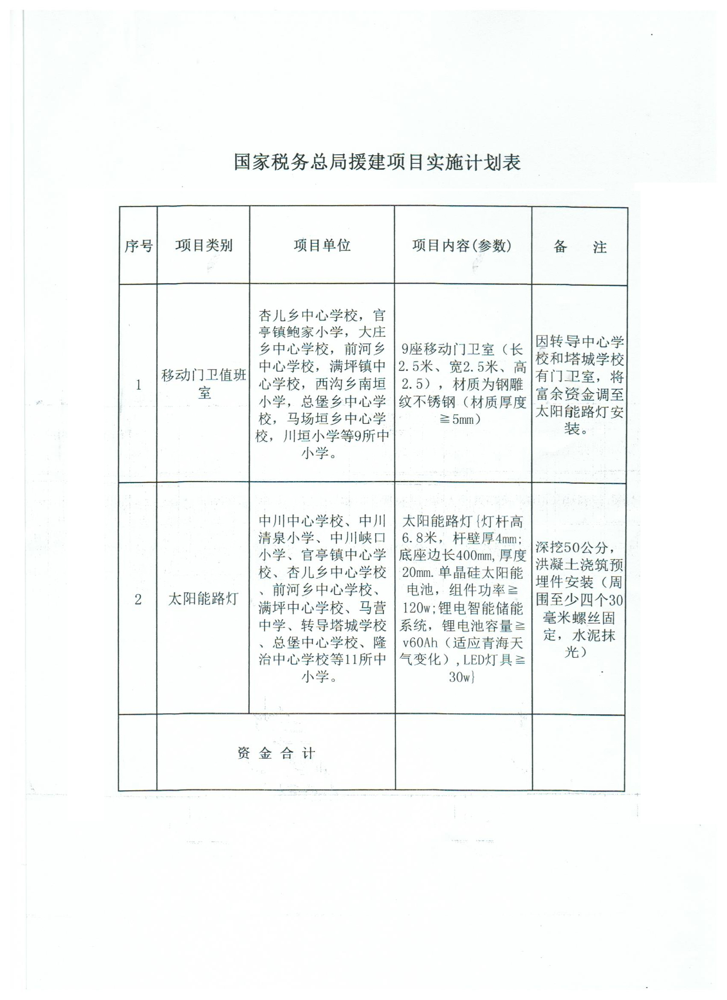 国家税务总局援建项目实施计划表
序号
项目类别
项目单位
项目内容(参数)
备 注
1
移动门卫值班
室
杏儿乡中心学校，官
亭镇鲍家小学，大庄
乡中心学校，前河乡
中心学校，满坪镇中
心学校，西沟乡南垣
小学，总堡乡中心学
校，马场垣乡中心学
校，川垣小学等9所中
小学。
9座移动门卫室（长
2.5米、宽2.5米、高
2.5），材质为钢雕
纹不锈钢（材质厚度
≧5mm）
因转导中心学
校和塔城学校
有门卫室，将
富余资金调至
太阳能路灯安
装。
2
太阳能路灯
中川中心学校、中川
清泉小学、中川峡口
小学、官亭镇中心学
校、杏儿乡中心学校
、前河乡中心学校、
满坪中心学校、马营
中学、转导塔城学校
、总堡中心学校、隆
治中心学校等11所中
小学。
太阳能路灯{灯杆高
6.8米，杆壁厚4mm;
底座边长400mm,厚度
20mm.单晶硅太阳能
电池，组件功率≧
120w;锂电智能储能
系统，锂电池容量≧
v60Ah（适应青海天
气变化）,LED灯具≧
30w}
深挖50公分，
洪凝土浇筑预
埋件安装（周
围至少四个30
毫米螺丝固
定，水泥抹
光）
资 金 合 计